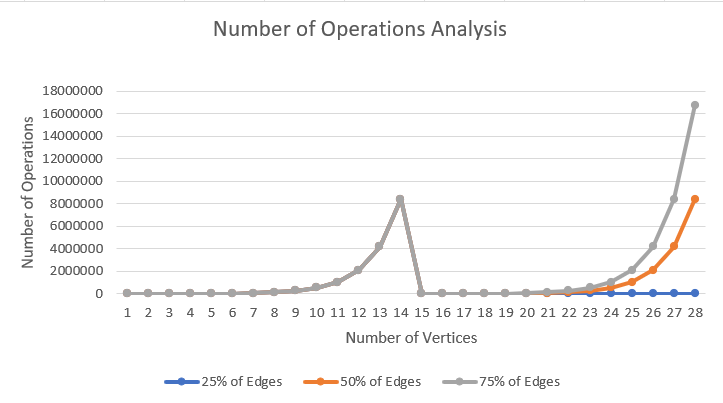 Number of Operations Analysis
18000000
16000000
14000000
12000000
10000000
8000000
6000000
4000000
2000000
0
Number of Operations
1 2 3 4 5 6 7 8 9 10 11 12 13 14 15 16 17 18 19 20 21 22 23 24 25 26 27 28
Number of Vertices
25% of Edges 50% of Edges 75% of Edges